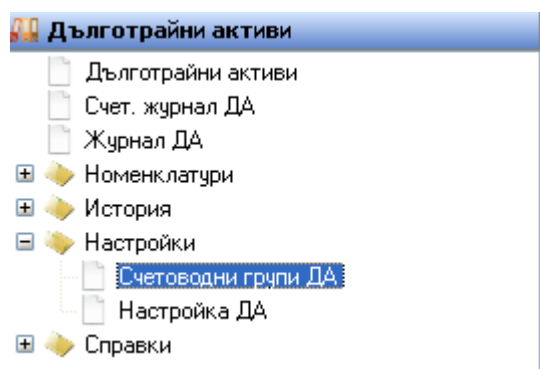 Дълготрайни активи
Дълготрайни активи
Счет. журнал ДА
Журнал ДА
Номенклатури
История
Настройки
Счетоводни групи ДА
Настройка ДА
Справки